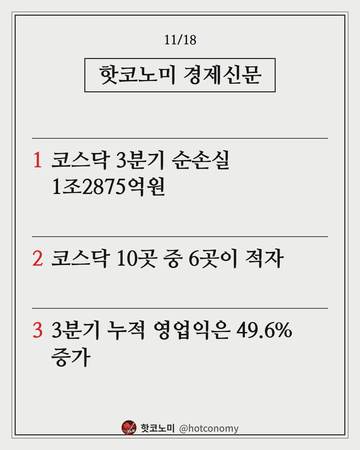 11/18
핫코노미 경제신문
1 코스닥 3분기 순손실
1조2875억원
2 코스닥 10곳 중 6곳이 적자
3 3분기 누적 영업익은 49.6%
증가
핫코노미 @hotconomy